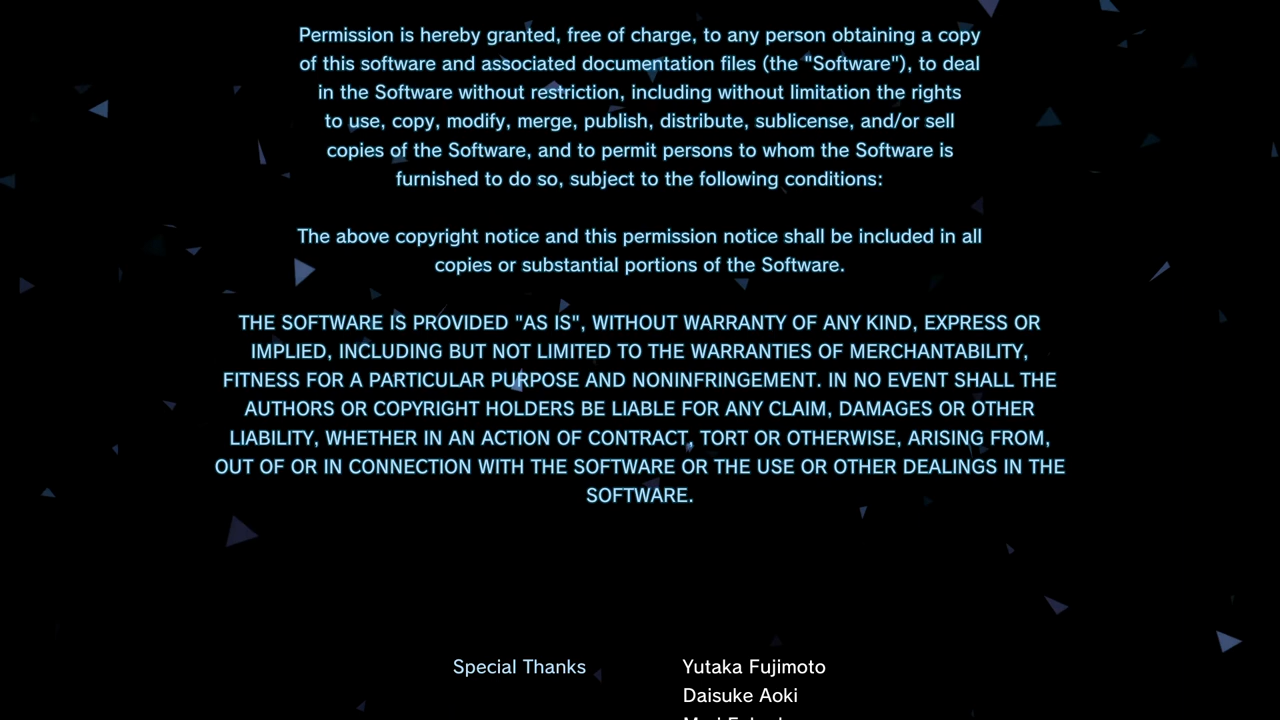 Permission is hereby granted, free of charge, to any person obtaining a copy
of this software and associated documentation files (the "Software"), to deal
in the Software without restriction, including without limitation the rights
to use, copy, modify, merge, publish, distribute, sublicense, and/or sell
copies of the Software, and to permit persons to whom the Software is
furnished to do so, subject to the following conditions:
The above copyright notice and this permission notice shall be included in all
copies or substantial portions of the Software.
THE SOFTWARE IS PROVIDED "AS IS", WITHOUT WARRANTY OF ANY KIND, EXPRESS OR
IMPLIED, INCLUDING BUT NOT LIMITED TO THE WARRANTIES OF MERCHANTABILITY,
FITNESS FOR A PARTICULAR PURPOSE AND NONINFRINGEMENT. IN NO EVENT SHALL THE
AUTHORS OR COPYRIGHT HOLDERS BE LIABLE FOR ANY CLAIM, DAMAGES OR OTHER
LIABILITY, WHETHER IN AN ACTION OF CONTRACT, TORT OR OTHERWISE, ARISING FROM,
OUT OF OR IN CONNECTION WITH THE SOFTWARE OR THE USE OR OTHER DEALINGS IN THE
SOFTWARE.
Special Thanks Yutaka Fujimoto
Daisuke Aoki